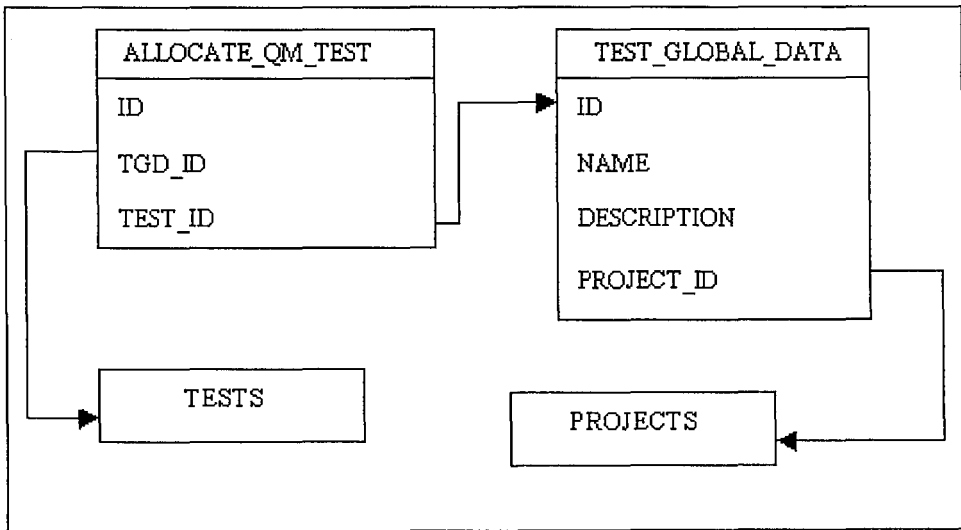 ALLOCATE_QM_TEST
ID
TGD_ID
TEST_ID
TEST_GLOBAL_DATA
ID
NAME
DESCRIPTION
PROJECT_ID
TESTS
PROJECTS